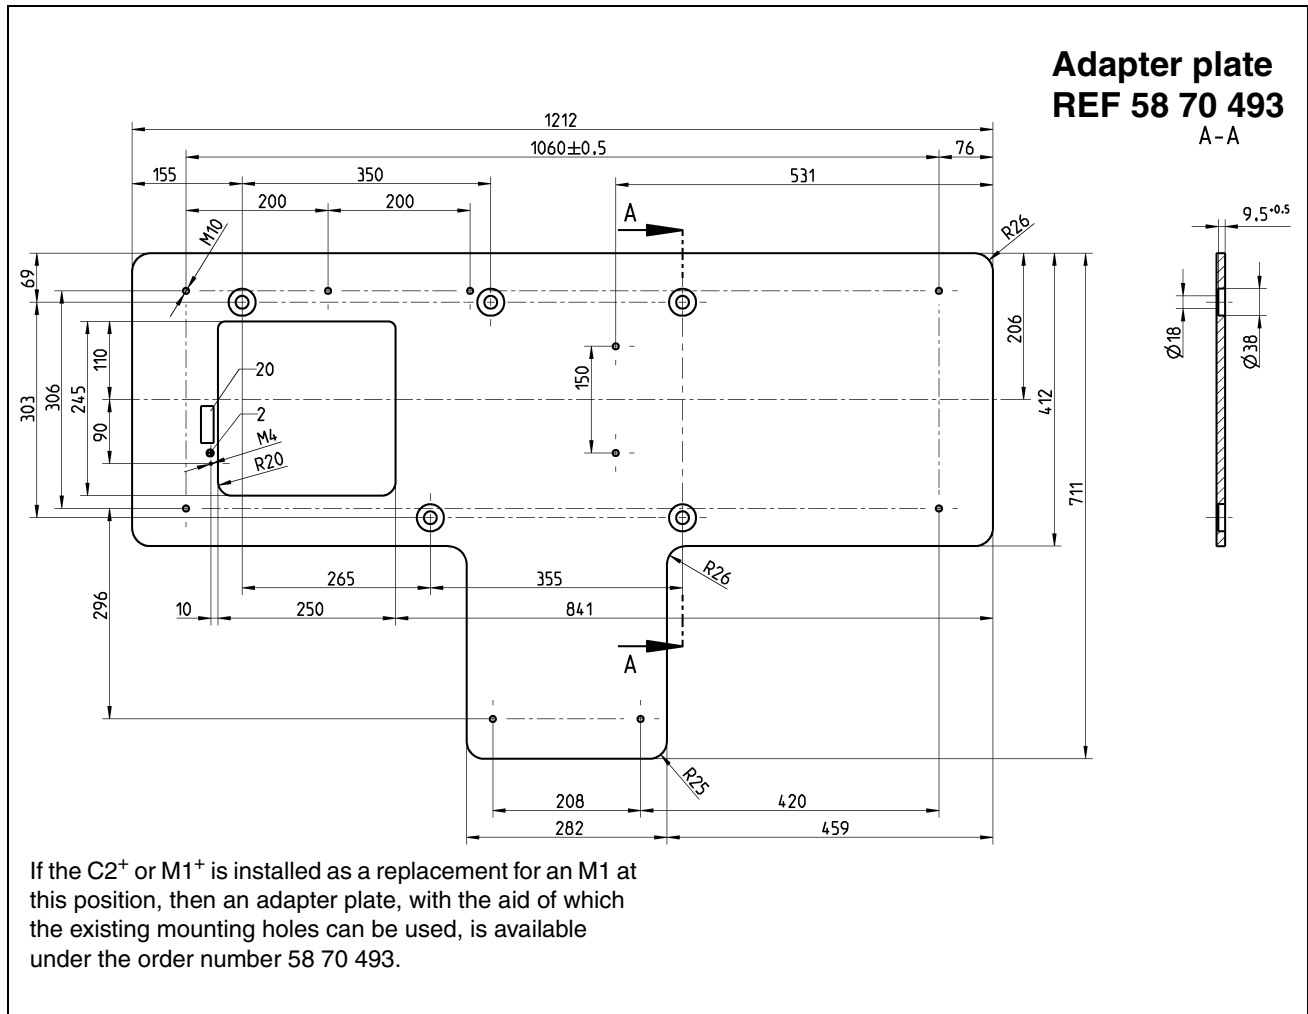 Adapter plate
REF 58 70 493
A-A
1212
1060±0.5
76
155
350
531
200
200
A
M10
R26
9.5+0.5
69
206
Ø18
Ø38
110
150
20
303
306
245
412
2
90
M4
R20
711
265
355
R26
296
10
250
841
A
R25
208
420
282
459
If the C2+ or M1+ is installed as a replacement for an M1 at
this position, then an adapter plate, with the aid of which
the existing mounting holes can be used, is available
under the order number 58 70 493.